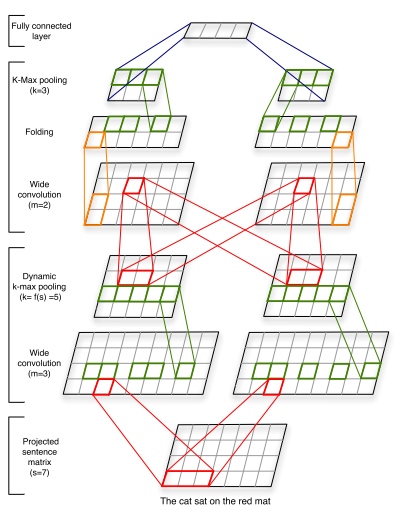 Fully connected
layer
K-Max pooling
(k=3)
Folding
Wide
convolution
(m=2)
Dynamic
k-max pooling
(k= f(s) =5)
Wide
convolution
(m=3)
Projected
sentence
matrix
(s=7)
The cat sat on the red mat